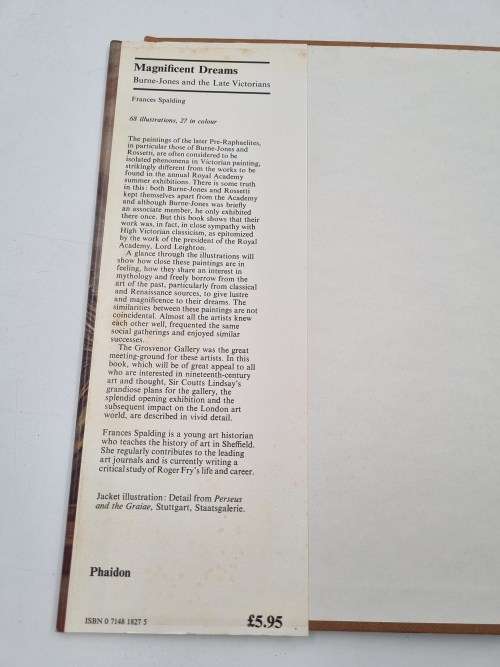 Magnificent Dreams
Burne-Jones and the Late Victorians
Frances Spalding
68 illustrations, 27 in colour
The paintings of the later Pre-Raphaelites,
in particular those of Burne-Jones and
Rossetti, are often considered to be
isolated phenomena in Victorian painting,
strikingly different from the works to be
found in the annual Royal Academy
summer exhibitions. There is some truth
in this: both Burne-Jones and Rossetti
kept themselves apart from the Academy
and although Burne-Jones was briefly
an associate member, he only exhibited
there once. But this book shows that their
work was, in fact, in close sympathy with
High Victorian classicism, as epitomized
by the work of the president of the Royal
Academy, Lord Leighton.
A glance through the illustrations will
show how close these paintings are in
feeling, how they share an interest in
mythology and freely borrow from the
art of the past, particularly from classical
and Renaissance sources, to give lustre
and magnificence to their dreams. The
similarities between these paintings are not
coincidental. Almost all the artists knew
each other well, frequented the same
social gatherings and enjoyed similar
successes.
The Grosvenor Gallery was the great
meeting-ground for these artists. In this
book, which will be of great appeal to all
who are interested in nineteenth-century
art and thought, Sir Coutts Lindsay's
grandiose plans for the gallery, the
splendid opening exhibition and the
subsequent impact on the London art
world, are described in vivid detail.
Frances Spalding is a young art historian
who teaches the history of art in Sheffield.
She regularly contributes to the leading
art journals and is currently writing a
critical study of Roger Fry's life and career.
Jacket illustration: Detail from Perseus
and the Graiae, Stuttgart, Staatsgalerie.
Phaidon
ISBN 0 7148 1827 5
£5.95